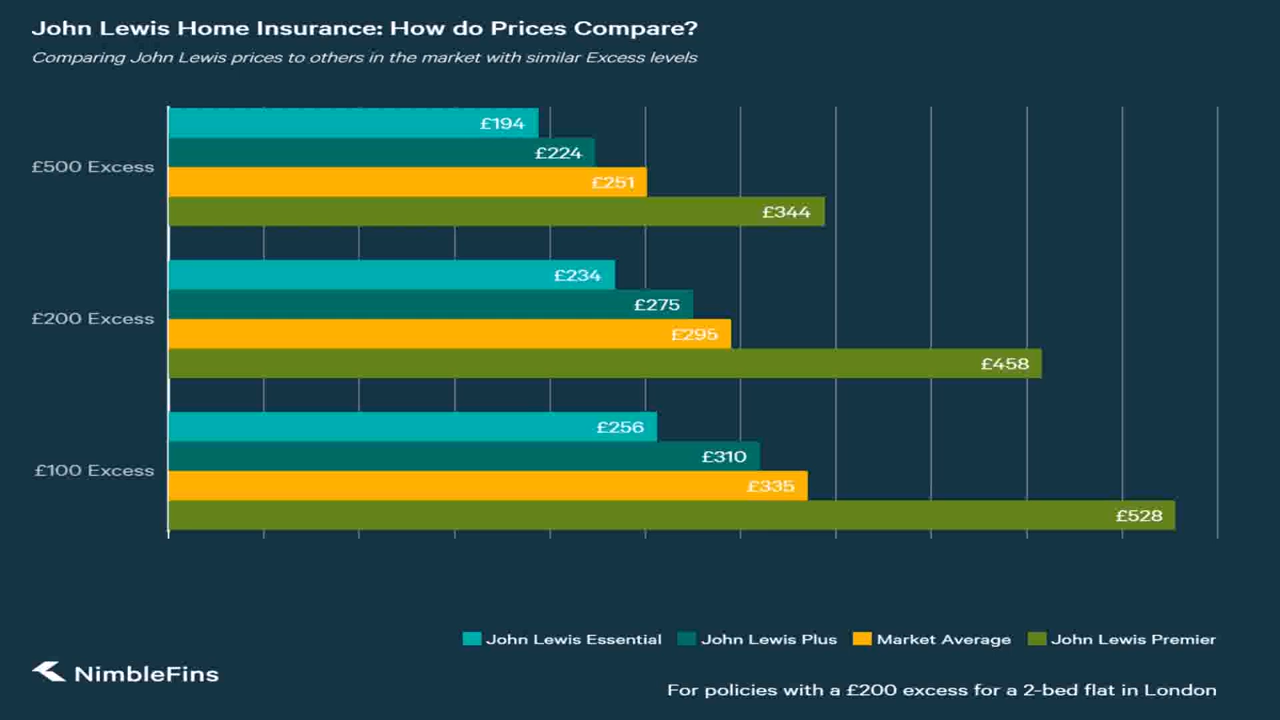 John Lewis Home Insurance: How do Prices Compare?
Comparing John Lewis prices to others in the market with similar Excess levels
£194
£224
£500 Excess
£251
£344
£234
£275
£200 Excess
£295
£458
£256
£310
£100 Excess
£335
£528
John Lewis Essential John Lewis Plus Market Average John Lewis Premier
NimbleFins
For policies with a £200 excess for a 2-bed flat in London